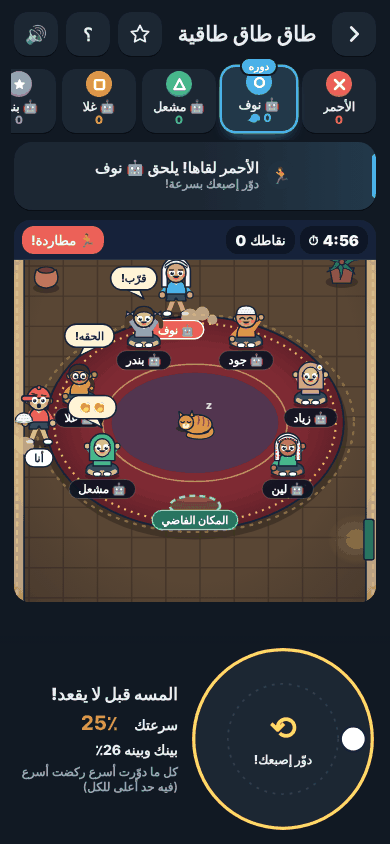 طاق طاق طاقية
؟
الأحمر
0
دوره
🤖 نوف
0
🤖 مشعل
0
🤖 غلا
0
0
الأحمر لقاها! يلحق 🤖 نوف
دوّر إصبعك بسرعة!
4:56
نقاطك 0
مطاردة!
قرّب!
🤖 نوف
الحقه!
🤖 بندر
🤖 جود
غلا
🤖 زياد
أنا
🤖 مشعل
🤖 لين
z
المكان الفاضي
المسه قبل لا يقعد!
سرعتك 25٪
بينك وبينه 26٪
كل ما دوّرت أسرع ركضت أسرع
(فيه حد أعلى للكل)
دوّر إصبعك!